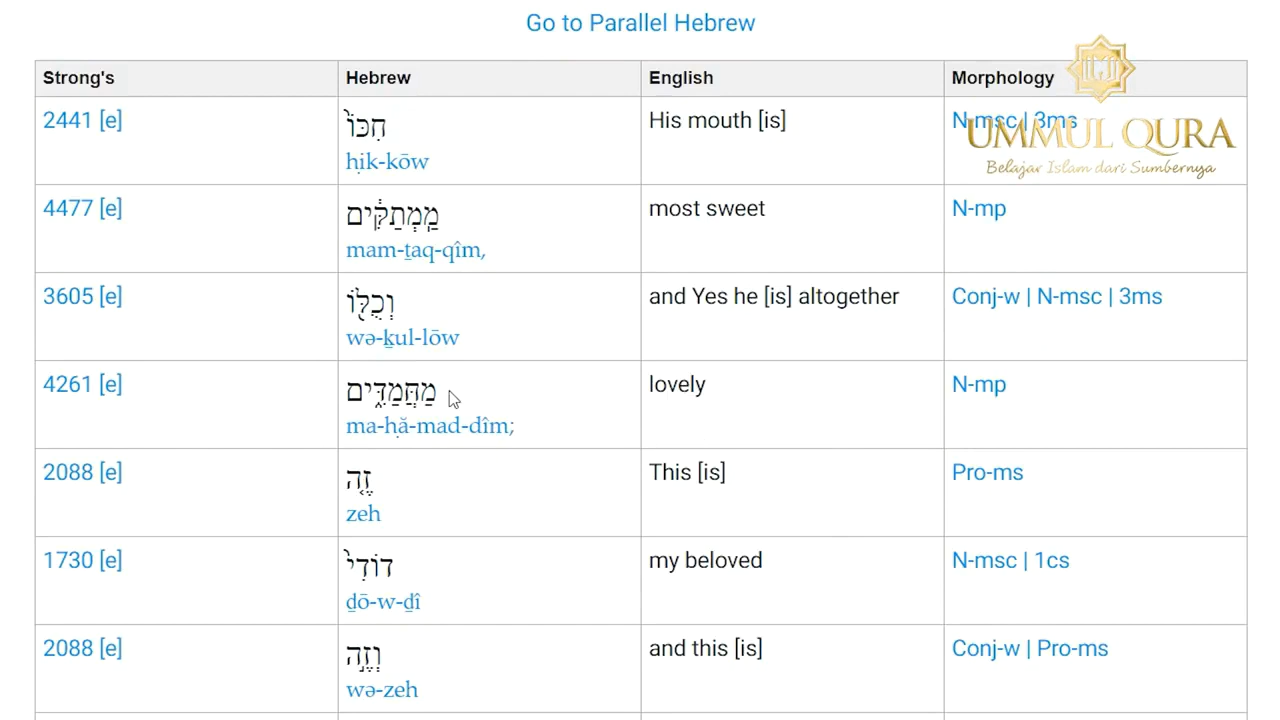 Go to Parallel Hebrew
Strong's Hebrew English Morphology
2441 [e] חִכּוֹ֙ His mouth [is] N-msc | 3ms
ḥik-kōw
UMMUL QURA
Belajar Islam dari Sumbernya
4477 [e] מַֽמְתַקִּ֔ים most sweet N-mp
mam-ṯaq-qîm,
3605 [e] וְכֻלּ֖וֹ and Yes he [is] altogether Conj-w | N-msc | 3ms
wə-ḵul-lōw
4261 [e] מַחֲּמַדִּ֑ים lovely N-mp
ma-ḥă-mad-dîm;
2088 [e] זֶ֤ה This [is] Pro-ms
zeh
1730 [e] דוֹדִי֙ my beloved N-msc | 1cs
ḏō-w-ḏî
2088 [e] וְזֶ֣ה and this [is] Conj-w | Pro-ms
wə-zeh